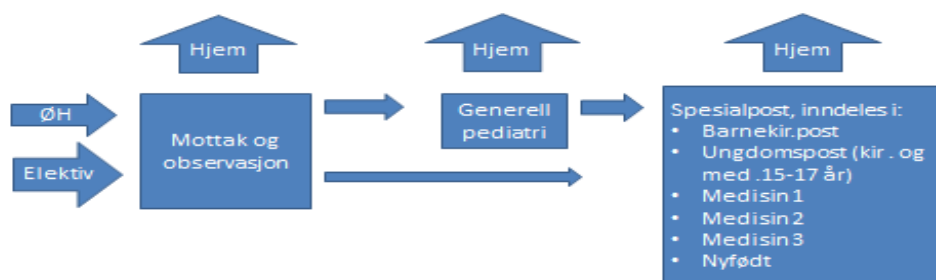 Hjem
Hjem
Hjem
ØH
Elektiv
Mottak og
observasjon
Generell
pediatri
Spesialpost, inndeles i:
• Barnekir.post
• Ungdomspost (kir. og
med .15-17 år)
• Medisin 1
• Medisin 2
• Medisin 3
• Nyfødt